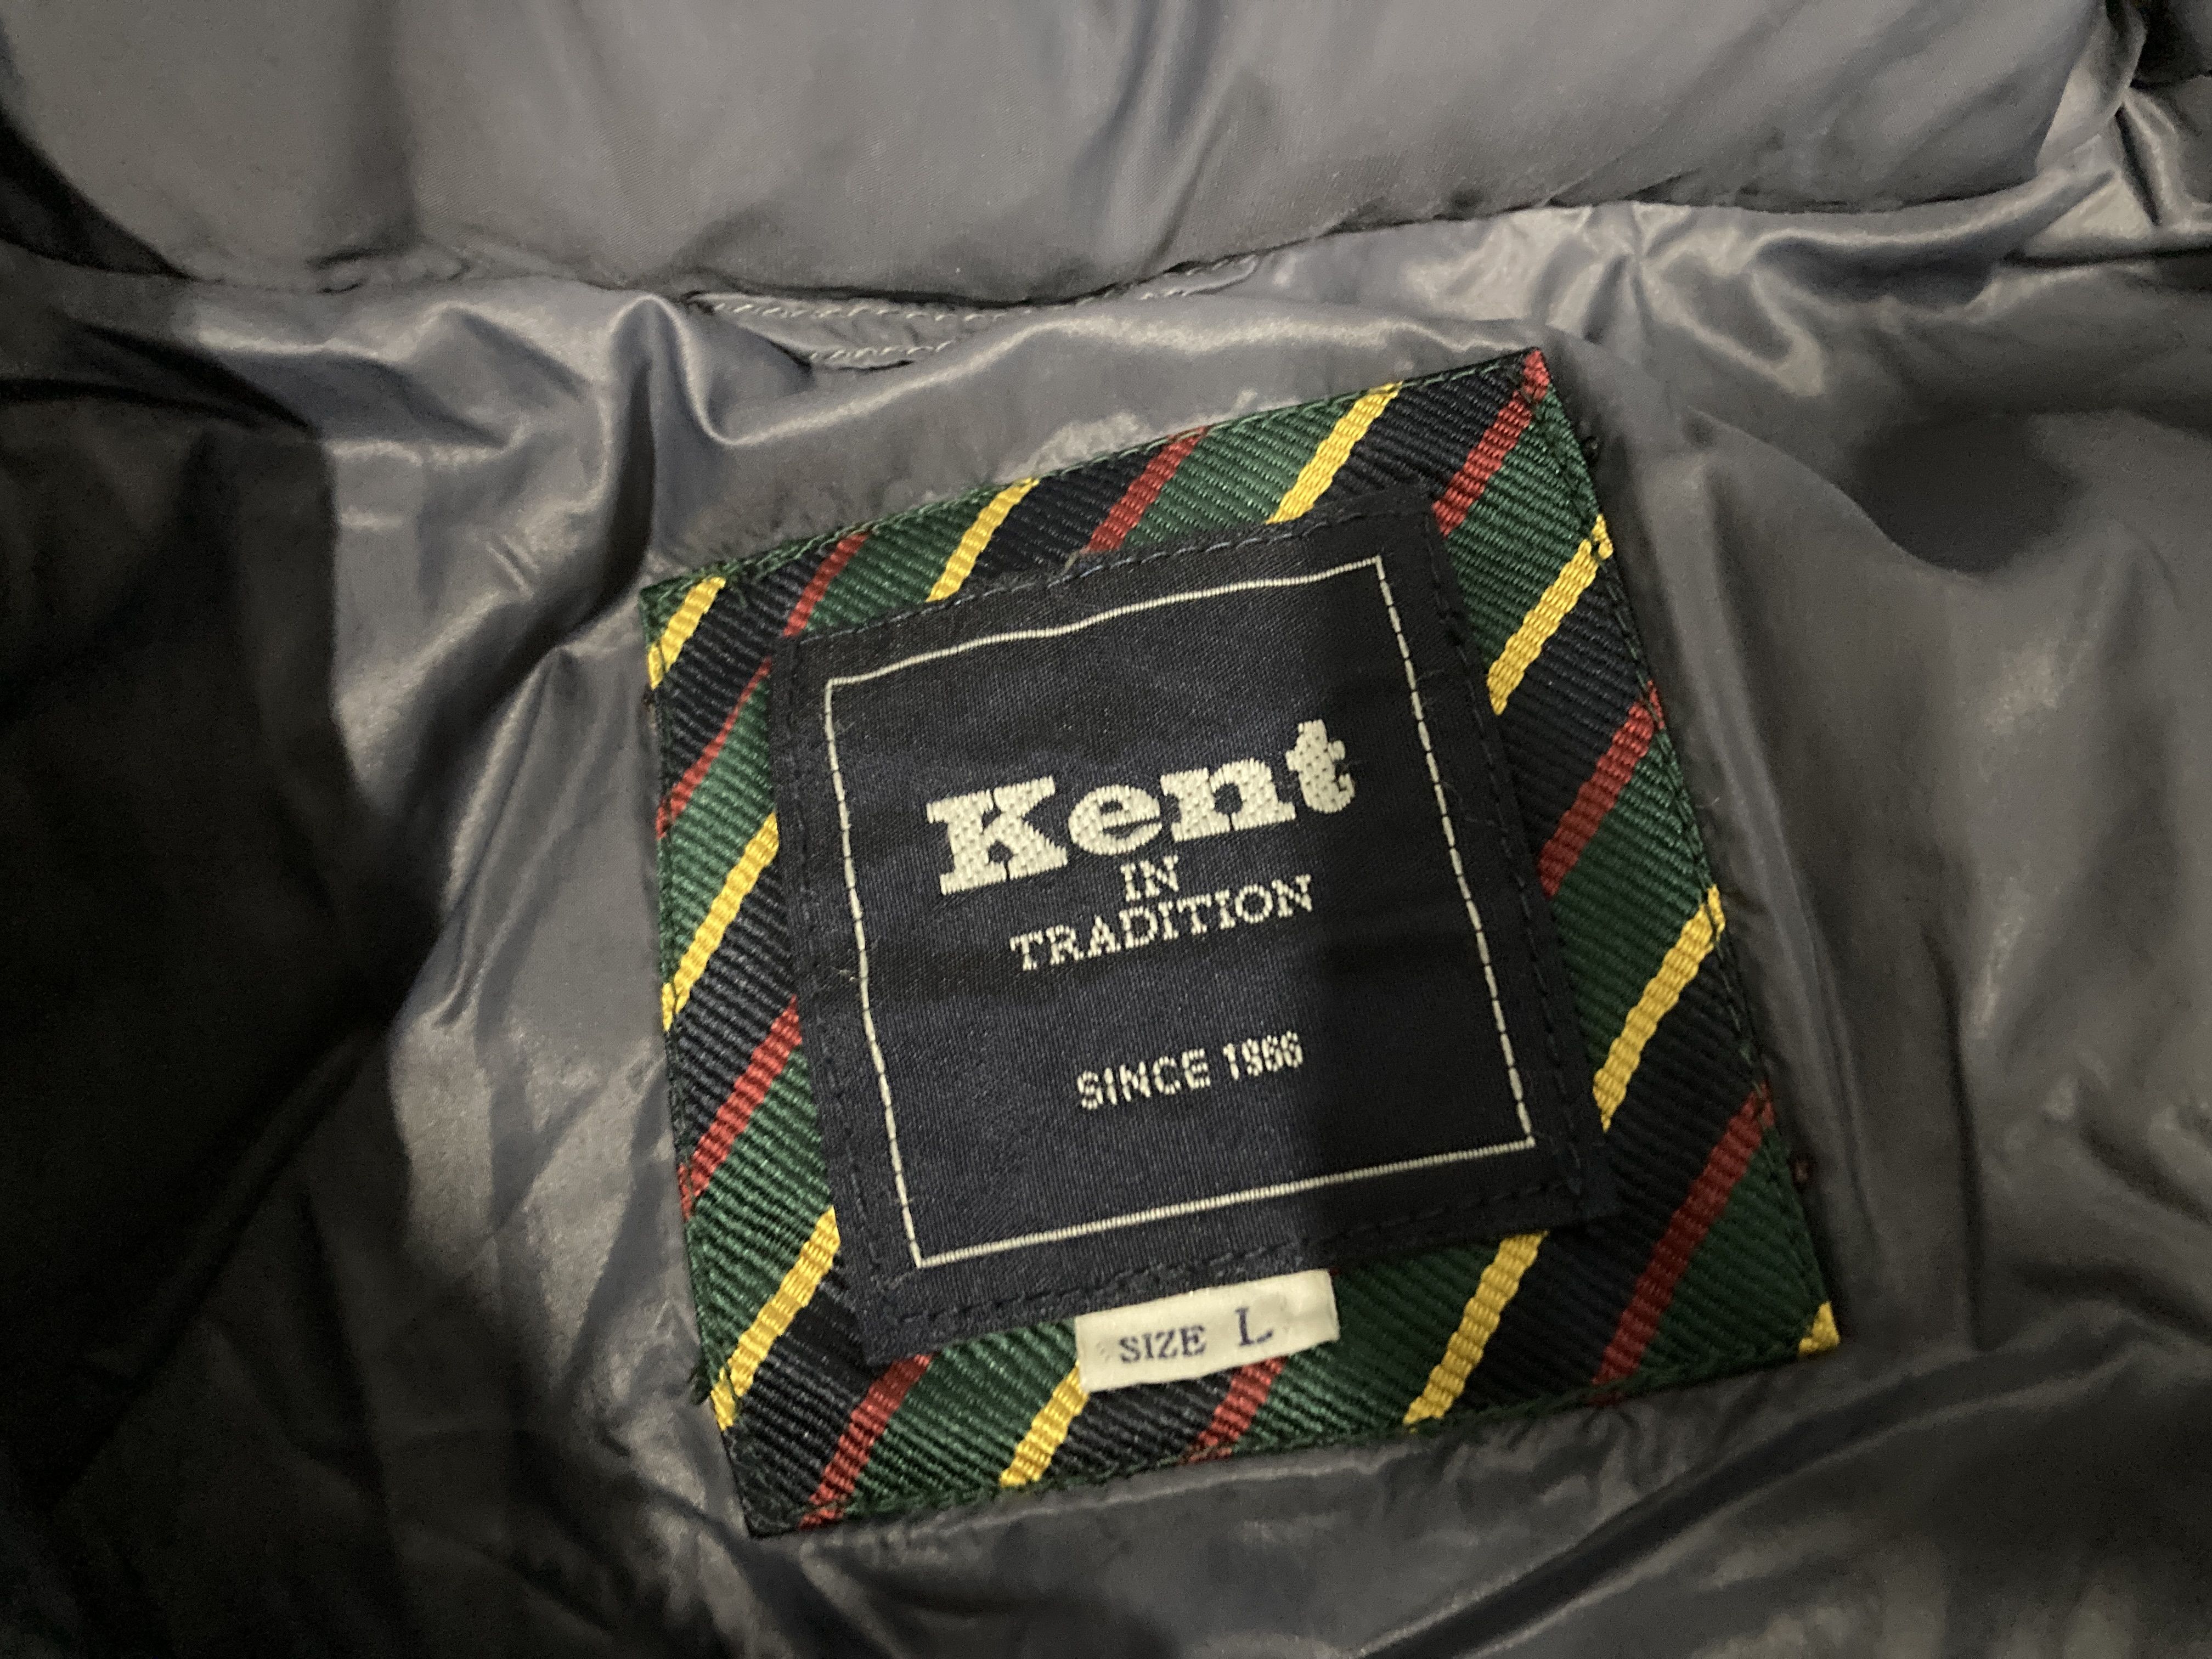 Kent
IN
TRADITION
SINCE 1966
SIZE L